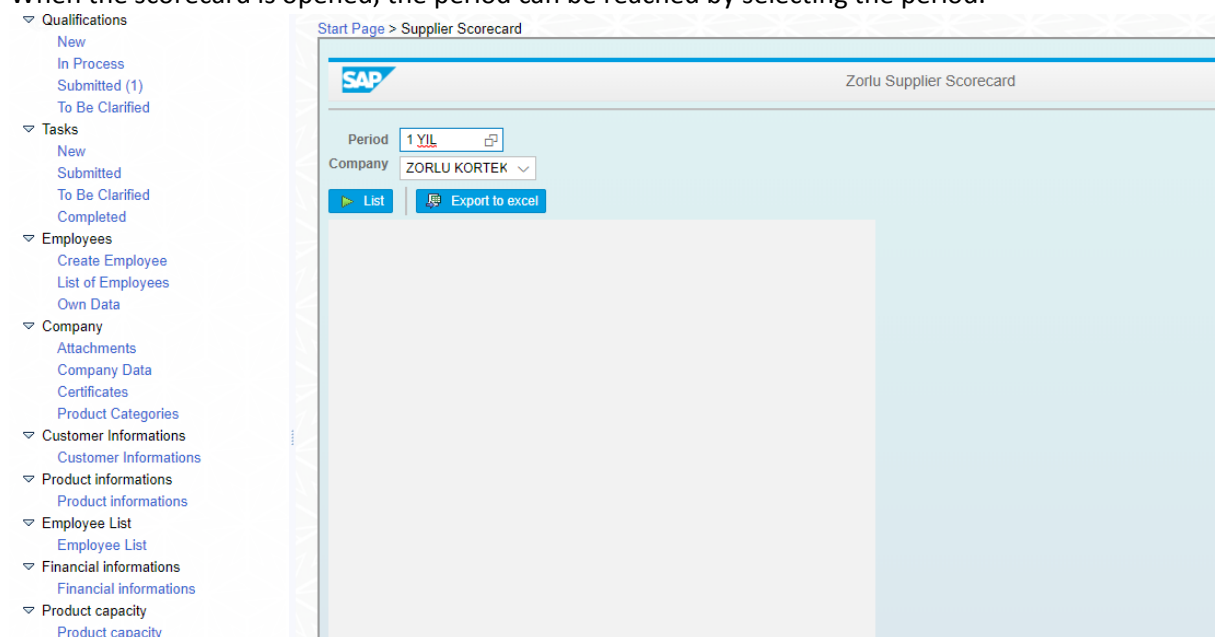 When the scorecard is opened, the period can be reached by selecting the period.
Qualifications
New
In Process
Submitted (1)
To Be Clarified
Tasks
New
Submitted
To Be Clarified
Completed
Employees
Create Employee
List of Employees
Own Data
Company
Attachments
Company Data
Certificates
Product Categories
Customer Informations
Customer Informations
Product informations
Product informations
Employee List
Employee List
Financial informations
Financial informations
Product capacity
Product capacity
Start Page > Supplier Scorecard
SAP
Zorlu Supplier Scorecard
Period 1 YIL
Company ZORLU KORTEK
List Export to excel